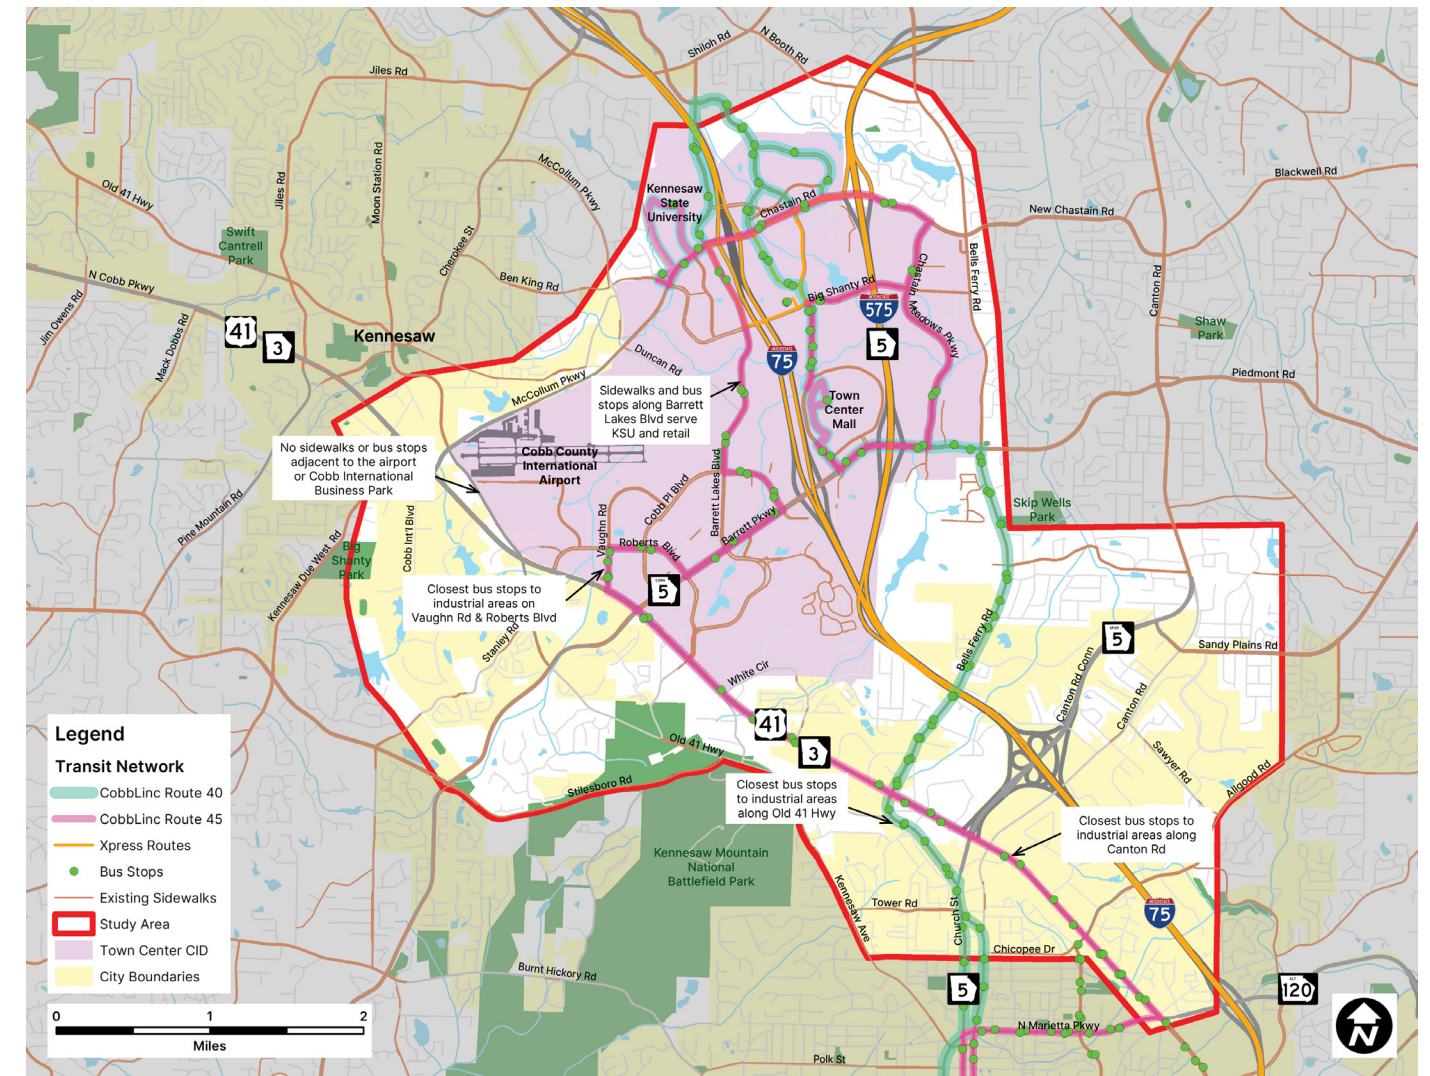 Shiloh Rd
N Booth Rd
Jiles Rd
McCollum Pkwy
Blackwell Rd
Old 41 Hwy
Jiles Rd
Moon Station Rd
Kennesaw
State
University
Chastain Rd
New Chastain Rd
Swift
Cantrell
Park
Cherokee St
Bells Ferry Rd
Chastain Meadows Pkwy
Canton Rd
N Cobb Pkwy
Ben King Rd
Big Shanty Rd
Jim Owens Rd
Mack Dobbs Rd
41
3
Kennesaw
INTERSTATE
575
5
Shaw
Park
Duncan Rd
INTERSTATE
75
McCollum Pkwy
Piedmont Rd
Sidewalks and bus
stops along Barrett
Lakes Blvd serve
KSU and retail
Town
Center
Mall
No sidewalks or bus stops
adjacent to the airport
or Cobb International
Business Park
Cobb County
International
Airport
Pine Mountain Rd
Cobb Int'l Blvd
Vaughn Rd
Cobb Pl Blvd
Barrett Lakes Blvd
Barrett Pkwy
Skip Wells
Park
Roberts Blvd
Big
Shanty
Park
Kennesaw Due West Rd
Closest bus stops to
industrial areas on
Vaughn Rd & Roberts Blvd
CONN
5
Stanley Rd
Bells Ferry Rd
SPUR
5
Sandy Plains Rd
White Cir
Canton Rd Conn
Canton Rd
41
3
Old 41 Hwy
Sawyer Rd
Allgood Rd
Stilesboro Rd
Closest bus stops
to industrial areas
along Old 41 Hwy
Closest bus stops to
industrial areas along
Canton Rd
Kennesaw Mountain
National
Battlefield Park
Kennesaw Ave
Tower Rd
Church St
INTERSTATE
75
Chicopee Dr
Burnt Hickory Rd
5
ALT
120
N Marietta Pkwy
Polk St
Legend
Transit Network
CobbLinc Route 40
CobbLinc Route 45
Xpress Routes
Bus Stops
Existing Sidewalks
Study Area
Town Center CID
City Boundaries
0 1 2
Miles
N